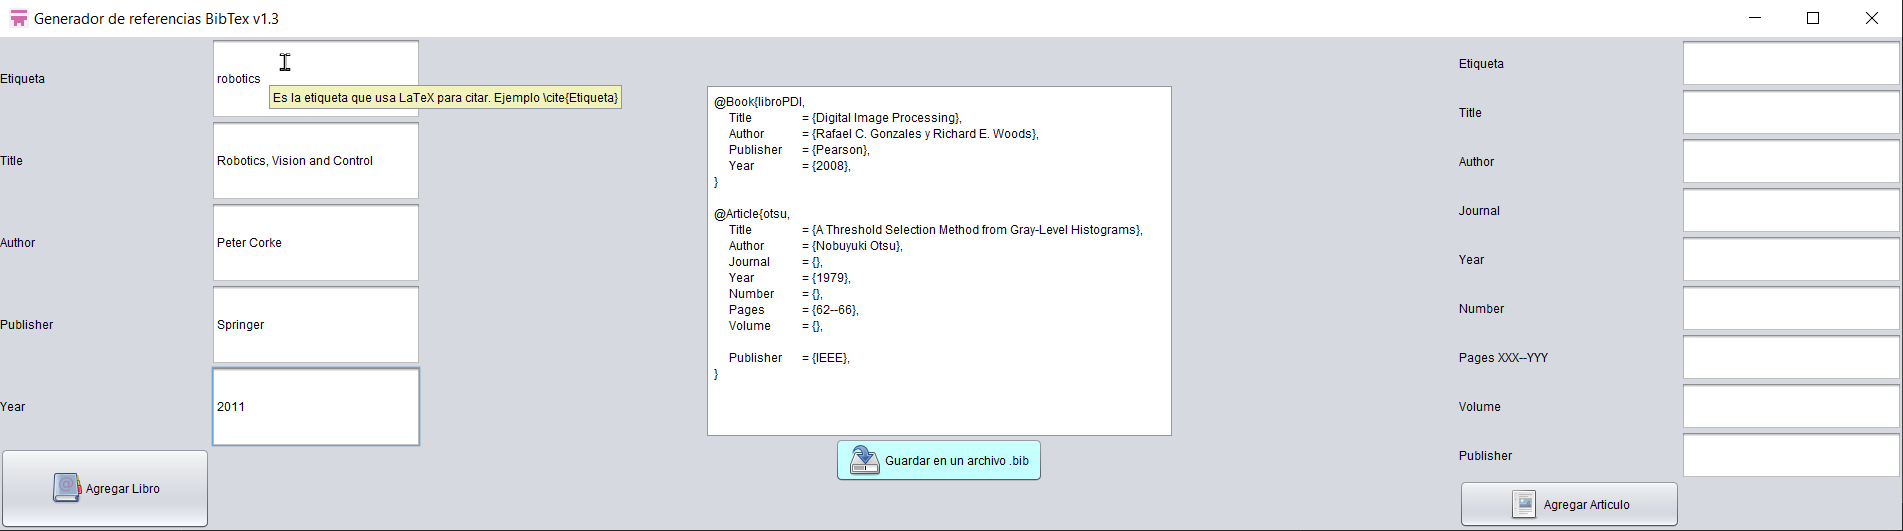 Generador de referencias BibTex v1.3
Etiqueta
robotics
Es la etiqueta que usa LaTeX para citar. Ejemplo \cite{Etiqueta}
Title
Robotics, Vision and Control
Author
Peter Corke
Publisher
Springer
Year
2011
Agregar Libro
@Book{libroPDI,
Title = {Digital Image Processing},
Author = {Rafael C. Gonzales y Richard E. Woods},
Publisher = {Pearson},
Year = {2008},
}
@Article{otsu,
Title = {A Threshold Selection Method from Gray-Level Histograms},
Author = {Nobuyuki Otsu},
Journal = {},
Year = {1979},
Number = {},
Pages = {62--66},
Volume = {},
Publisher = {IEEE},
}
Guardar en un archivo .bib
Etiqueta
Title
Author
Journal
Year
Number
Pages XXX--YYY
Volume
Publisher
Agregar Articulo